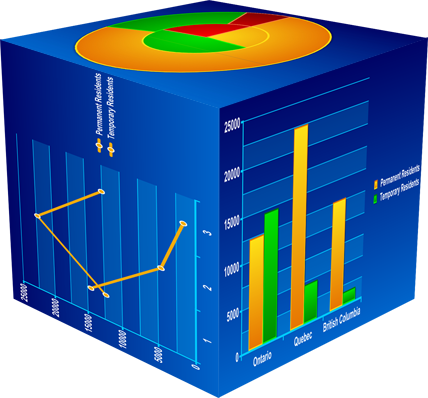 Permanent Residents
Temporary Residents
25000
20000
15000
10000
5000
0
1
2
3
25000
20000
15000
10000
5000
0
Ontario
Quebec
British Columbia
Permanent Residents
Temporary Residents